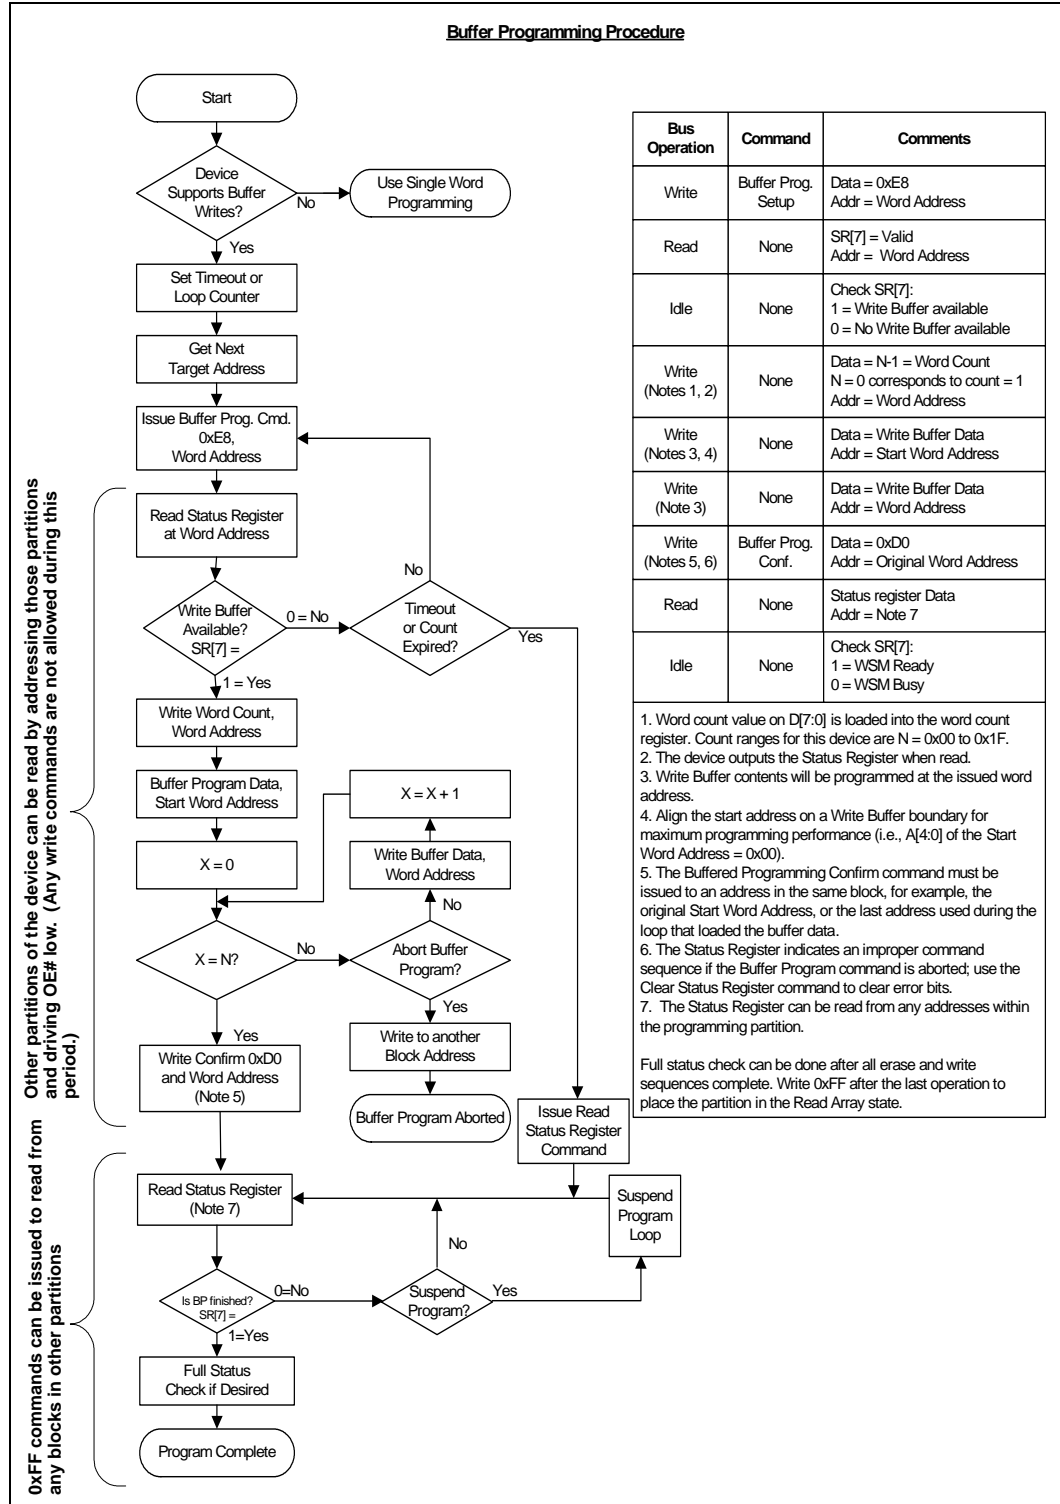 Buffer Programming Procedure
Start
Device
Supports Buffer
Writes?
No
Use Single Word
Programming
Yes
Set Timeout or
Loop Counter
Get Next
Target Address
Issue Buffer Prog. Cmd.
0xE8,
Word Address
Read Status Register
at Word Address
No
Write Buffer
Available?
SR[7] =
0 = No
Timeout
or Count
Expired?
Yes
1 = Yes
Write Word Count,
Word Address
Buffer Program Data,
Start Word Address
X = X + 1
X = 0
Write Buffer Data,
Word Address
No
X = N?
No
Abort Buffer
Program?
Yes
Yes
Write Confirm 0xD0
and Word Address
(Note 5)
Write to another
Block Address
Buffer Program Aborted
Issue Read
Status Register
Command
Read Status Register
(Note 7)
Suspend
Program
Loop
No
Is BP finished?
SR[7] =
0=No
Suspend
Program?
Yes
1=Yes
Full Status
Check if Desired
Program Complete
Other partitions of the device can be read by addressing those partitions
and driving OE# low. (Any write commands are not allowed during this
period.)
0xFF commands can be issued to read from
any blocks in other partitions
Bus
Operation
Command
Comments
Write
Buffer Prog.
Setup
Data = 0xE8
Addr = Word Address
Read
None
SR[7] = Valid
Addr = Word Address
Idle
None
Check SR[7]:
1 = Write Buffer available
0 = No Write Buffer available
Write
(Notes 1, 2)
None
Data = N-1 = Word Count
N = 0 corresponds to count = 1
Addr = Word Address
Write
(Notes 3, 4)
None
Data = Write Buffer Data
Addr = Start Word Address
Write
(Note 3)
None
Data = Write Buffer Data
Addr = Word Address
Write
(Notes 5, 6)
Buffer Prog.
Conf.
Data = 0xD0
Addr = Original Word Address
Read
None
Status register Data
Addr = Note 7
Idle
None
Check SR[7]:
1 = WSM Ready
0 = WSM Busy
1. Word count value on D[7:0] is loaded into the word count
register. Count ranges for this device are N = 0x00 to 0x1F.
2. The device outputs the Status Register when read.
3. Write Buffer contents will be programmed at the issued word
address.
4. Align the start address on a Write Buffer boundary for
maximum programming performance (i.e., A[4:0] of the Start
Word Address = 0x00).
5. The Buffered Programming Confirm command must be
issued to an address in the same block, for example, the
original Start Word Address, or the last address used during the
loop that loaded the buffer data.
6. The Status Register indicates an improper command
sequence if the Buffer Program command is aborted; use the
Clear Status Register command to clear error bits.
7. The Status Register can be read from any addresses within
the programming partition.
Full status check can be done after all erase and write
sequences complete. Write 0xFF after the last operation to
place the partition in the Read Array state.